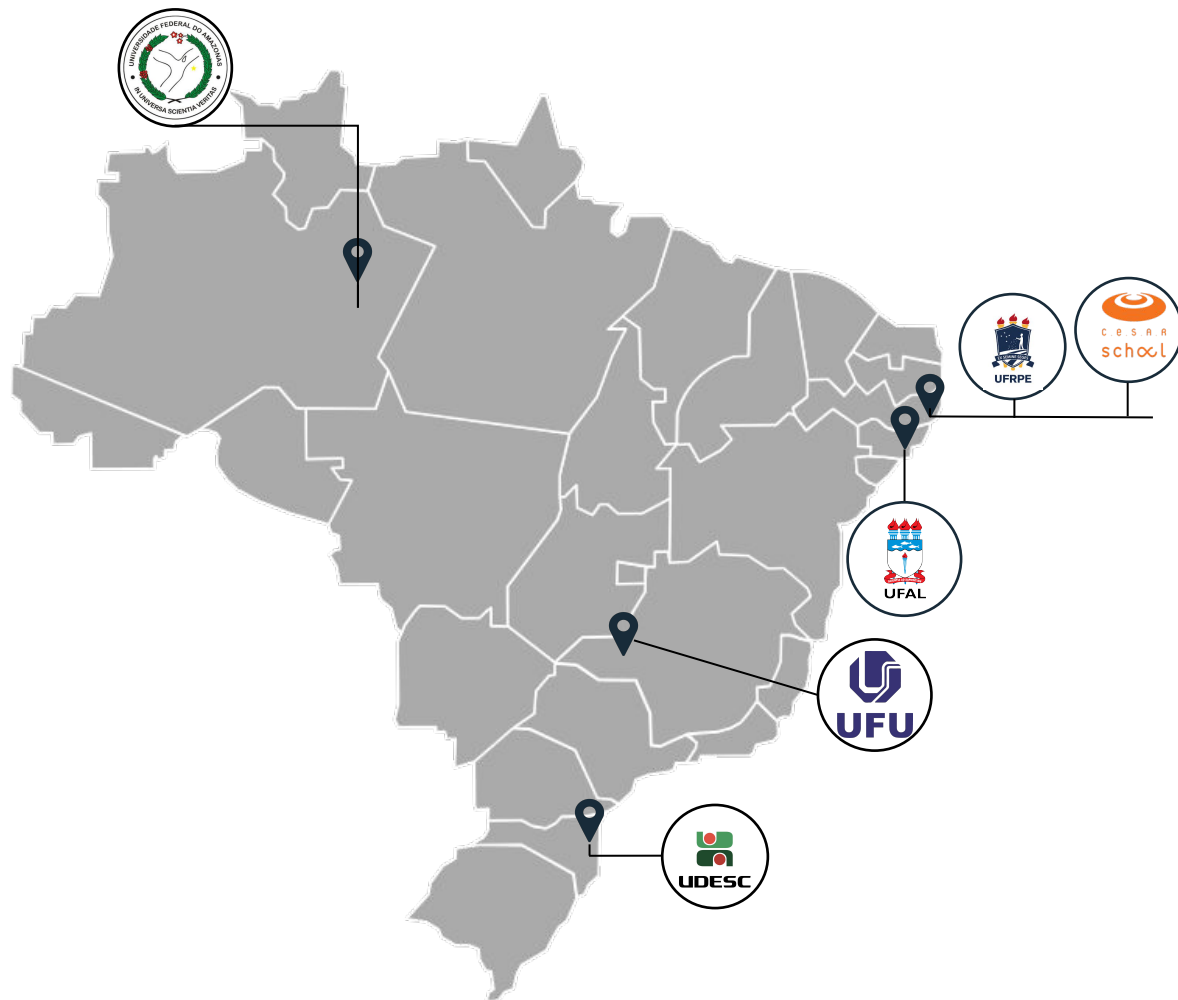 UNIVERSIDADE FEDERAL DO AMAZONAS
IN UNIVERSA SCIENTIA VERITAS
UFRPE
CESAR
school
UFAL
UFU
UDESC